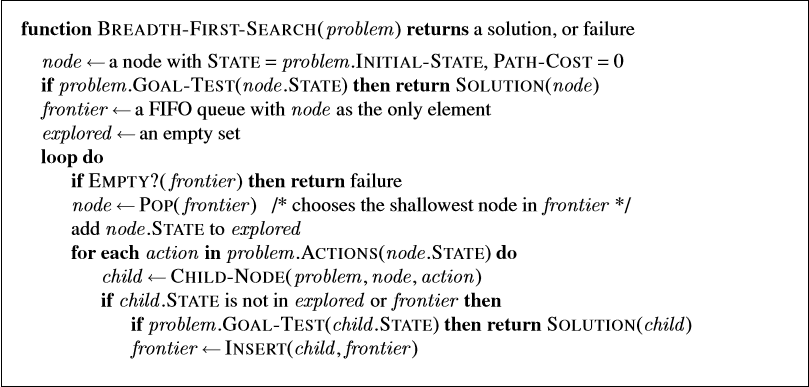 function BREADTH-FIRST-SEARCH(problem) returns a solution, or failure
node ← a node with STATE = problem.INITIAL-STATE, PATH-COST = 0
if problem.GOAL-TEST(node.STATE) then return SOLUTION(node)
frontier ← a FIFO queue with node as the only element
explored ← an empty set
loop do
if EMPTY?(frontier) then return failure
node ← POP(frontier) /* chooses the shallowest node in frontier */
add node.STATE to explored
for each action in problem.ACTIONS(node.STATE) do
child ← CHILD-NODE(problem, node, action)
if child.STATE is not in explored or frontier then
if problem.GOAL-TEST(child.STATE) then return SOLUTION(child)
frontier ← INSERT(child, frontier)